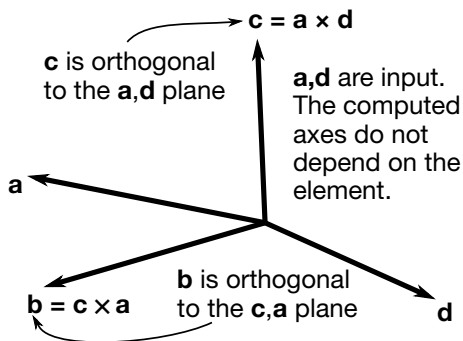 c = a × d
c is orthogonal
to the a,d plane
a,d are input.
The computed
axes do not
depend on the
element.
a
b = c × a
b is orthogonal
to the c,a plane
d